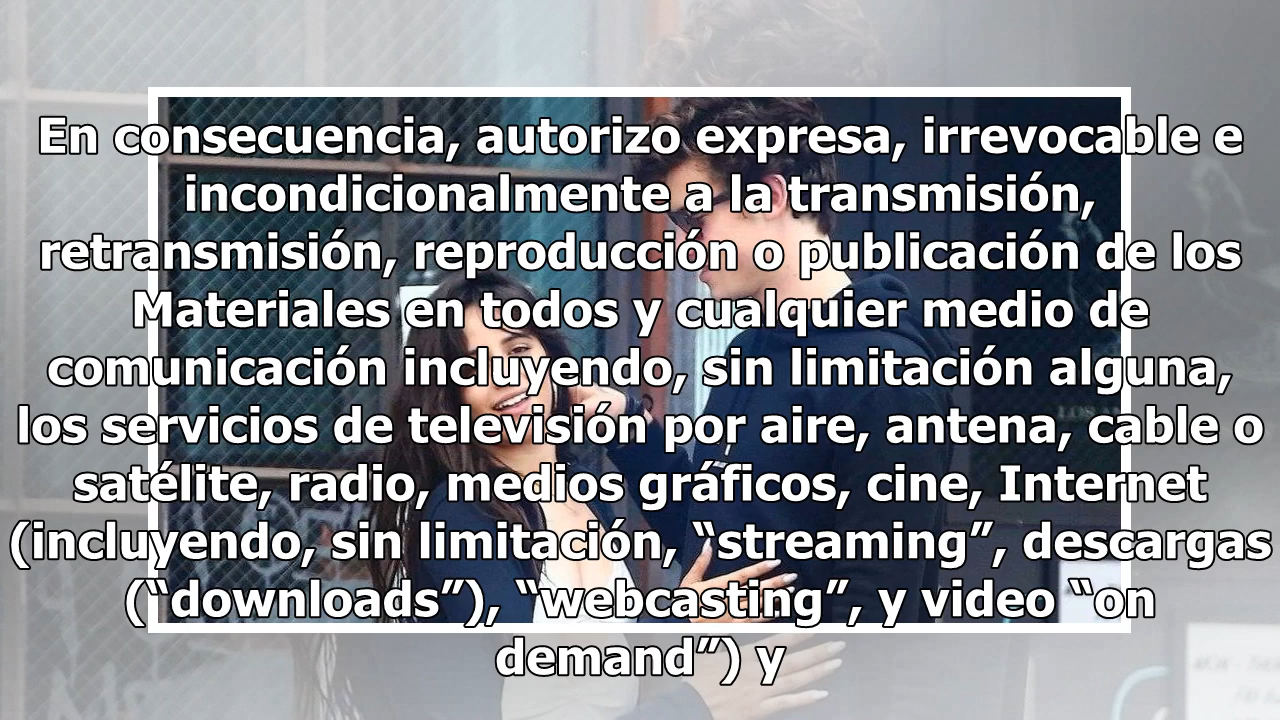 En consecuencia, autorizo expresa, irrevocable e
incondicionalmente a la transmisión,
retransmisión, reproducción o publicación de los
Materiales en todos y cualquier medio de
comunicación incluyendo, sin limitación alguna,
los servicios de televisión por aire, antena, cable o
satélite, radio, medios gráficos, cine, Internet
(incluyendo, sin limitación, “streaming”, descargas
(“downloads”), “webcasting”, y video “on
demand”) y